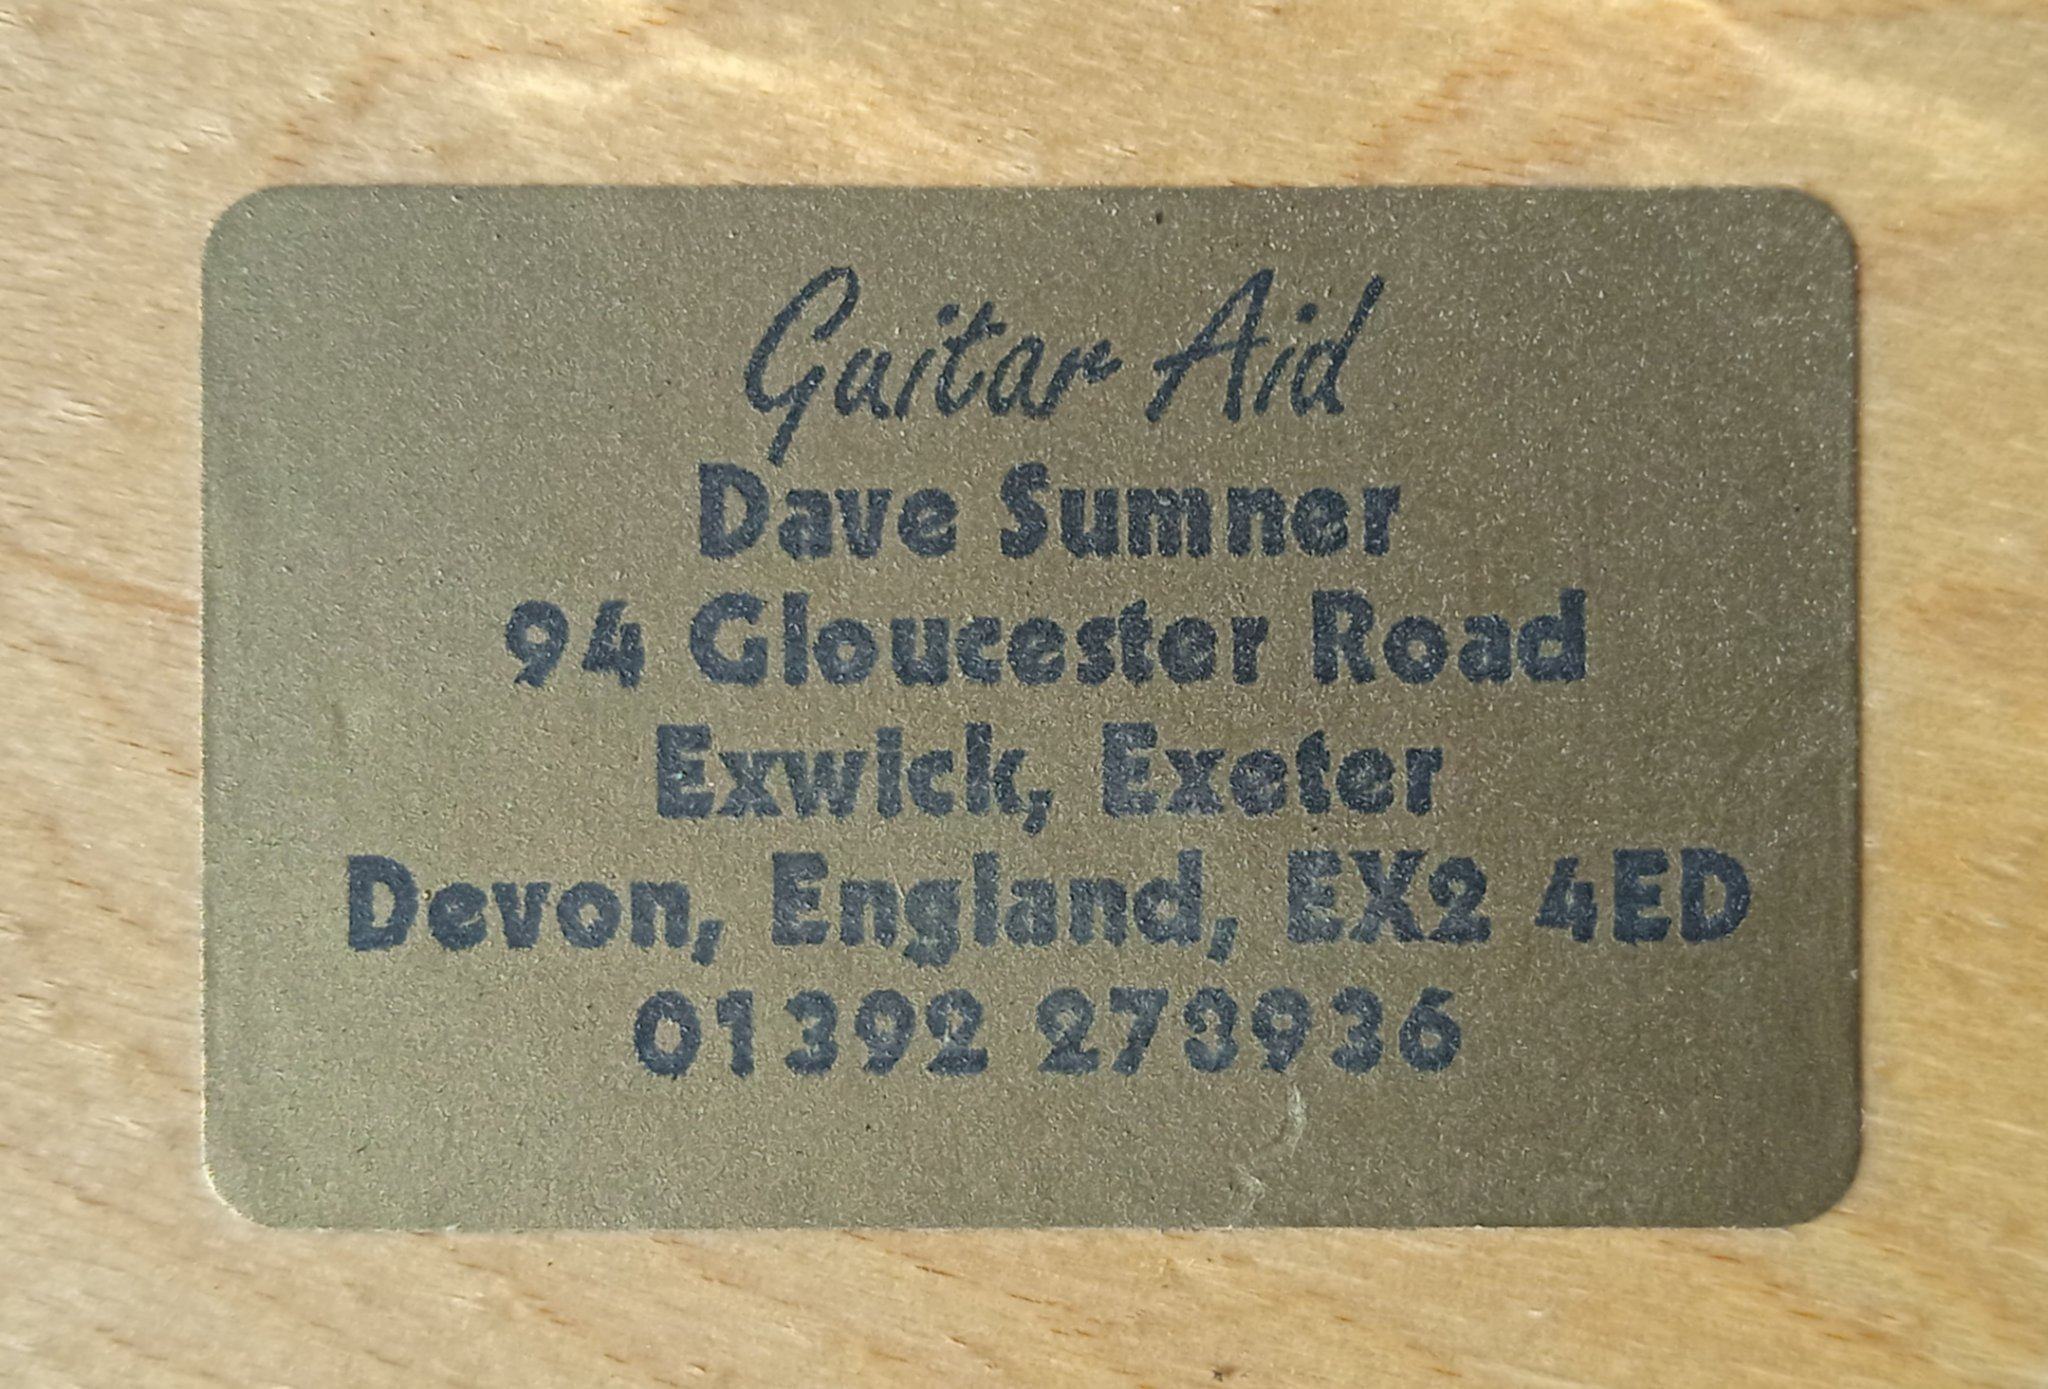 Guitar Aid
Dave Sumner
94 Gloucester Road
Exwick, Exeter
Devon, England, EX2 4ED
01392 273936